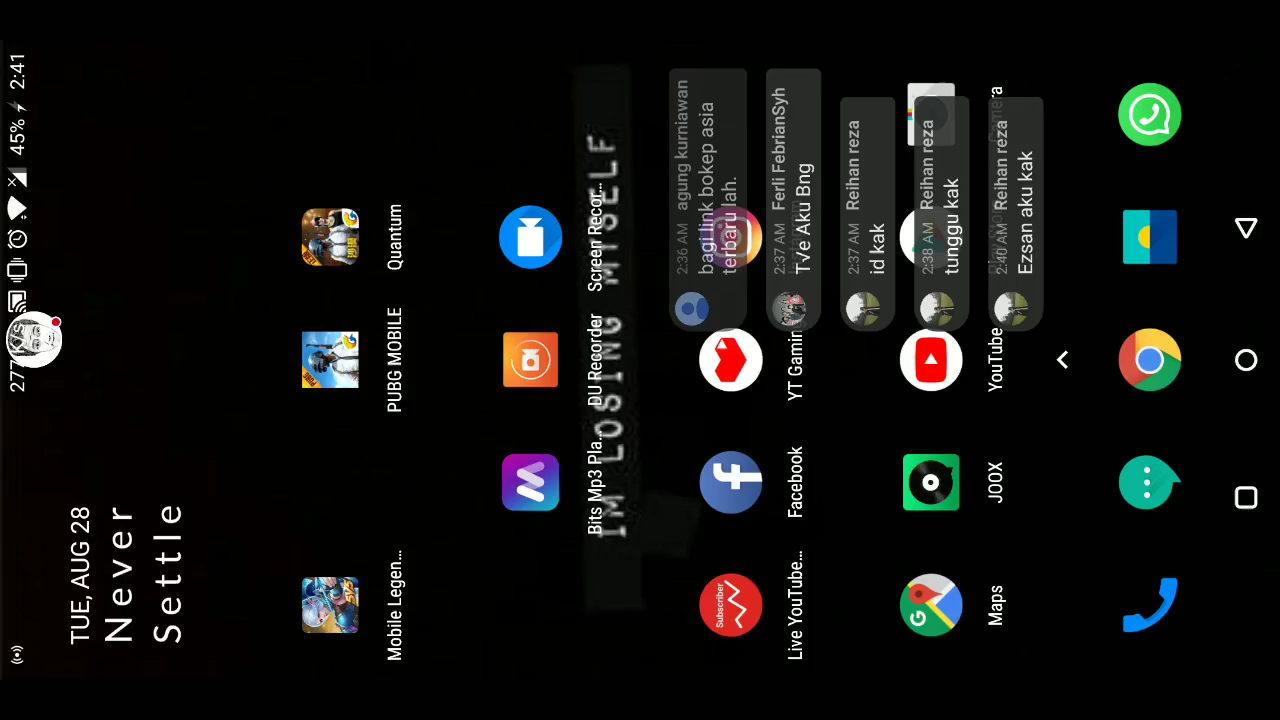 2:41
45%
277
K/S
TUE, AUG 28
Never
Settle
Mobile Legen...
PUBG MOBILE
Quantum
Bits Mp3 Pla...
DU Recorder
Screen Recor...
IM LOSING MYSELF
Subscriber
Live YouTube...
Facebook
YT Gamin
Maps
JOOX
YouTube
2:36 AM agung kurniawan
bagi link bokep asia
terbaru lah.
2:37 AM Ferli FebrianSyh
Tv'e Aku Bng
2:37 AM Reihan reza
id kak
2:38 AM Reihan reza
tunggu kak
2:40 AM Reihan reza
Ezsan aku kak